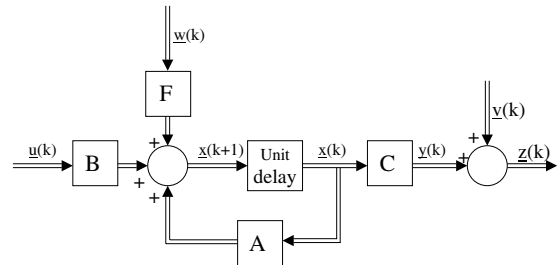 w(k)
F
v(k)
+
u(k)
B
+
+
x(k+1)
Unit
delay
x(k)
C
y(k)
+
+
z(k)
A